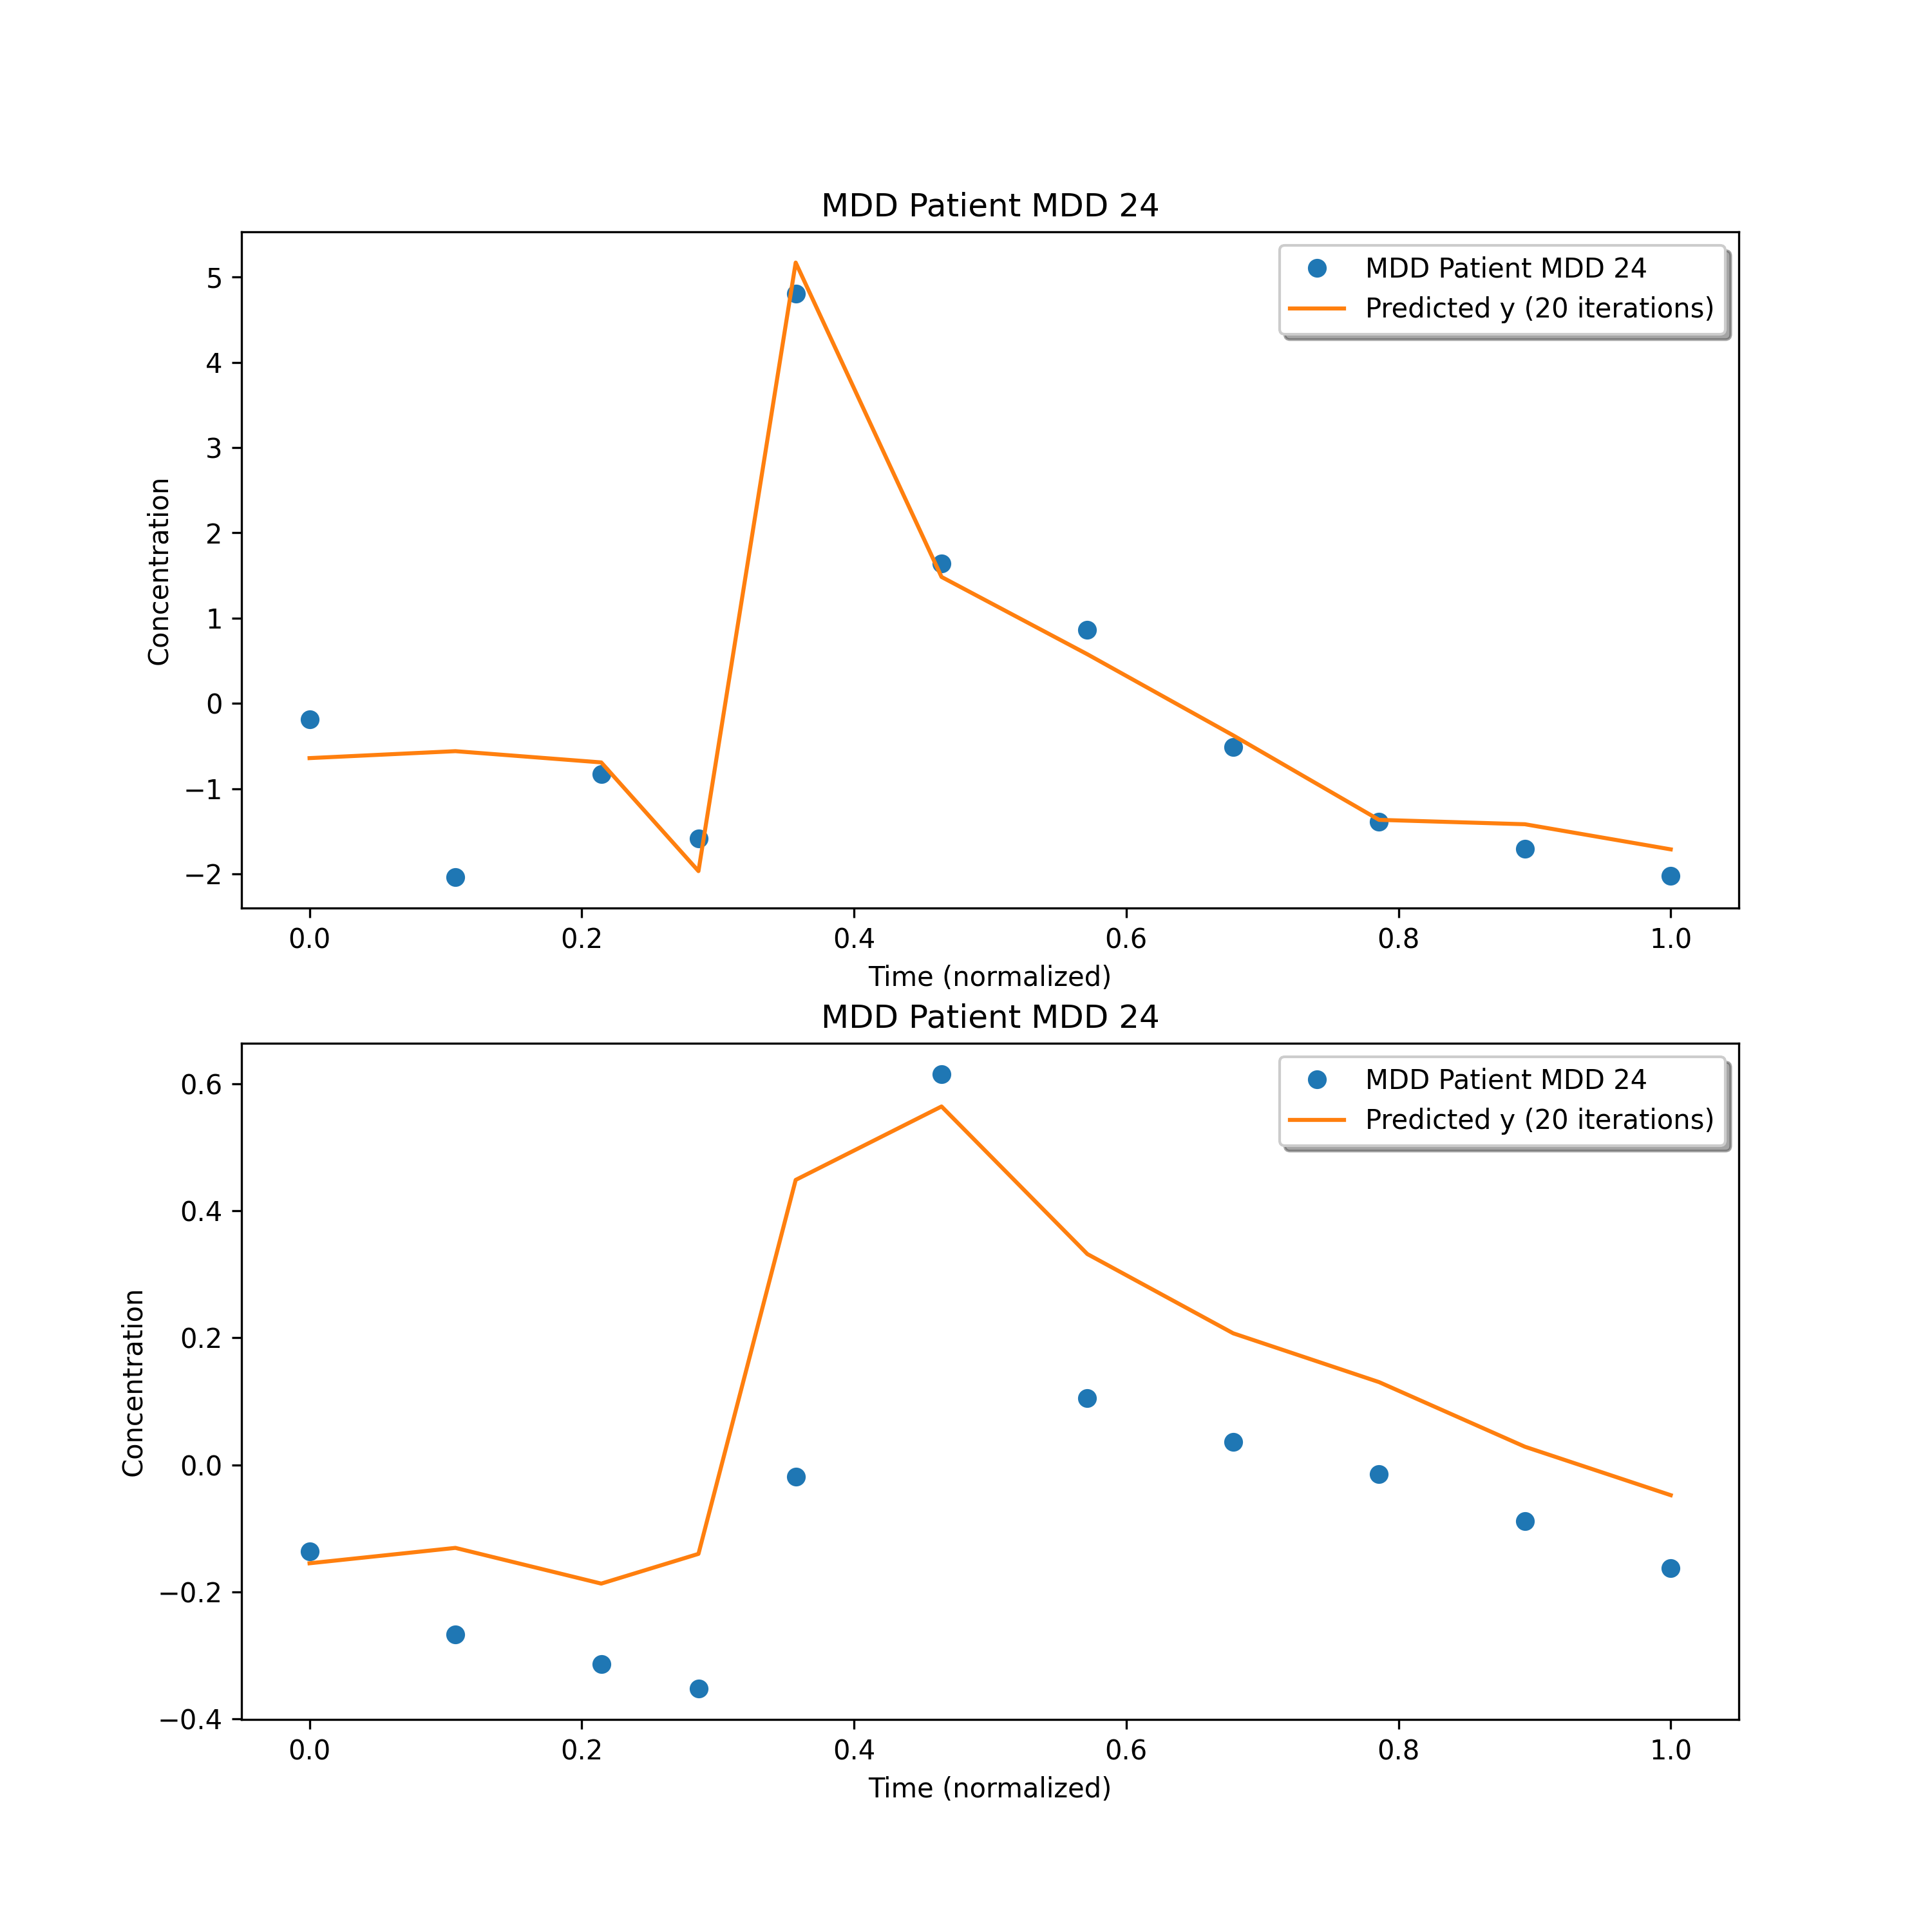 MDD Patient MDD 24
MDD Patient MDD 24
Predicted y (20 iterations)
Concentration
5
4
3
2
1
0
−1
−2
0.0 0.2 0.4 0.6 0.8 1.0
Time (normalized)
MDD Patient MDD 24
MDD Patient MDD 24
Predicted y (20 iterations)
Concentration
0.6
0.4
0.2
0.0
−0.2
−0.4
0.0 0.2 0.4 0.6 0.8 1.0
Time (normalized)